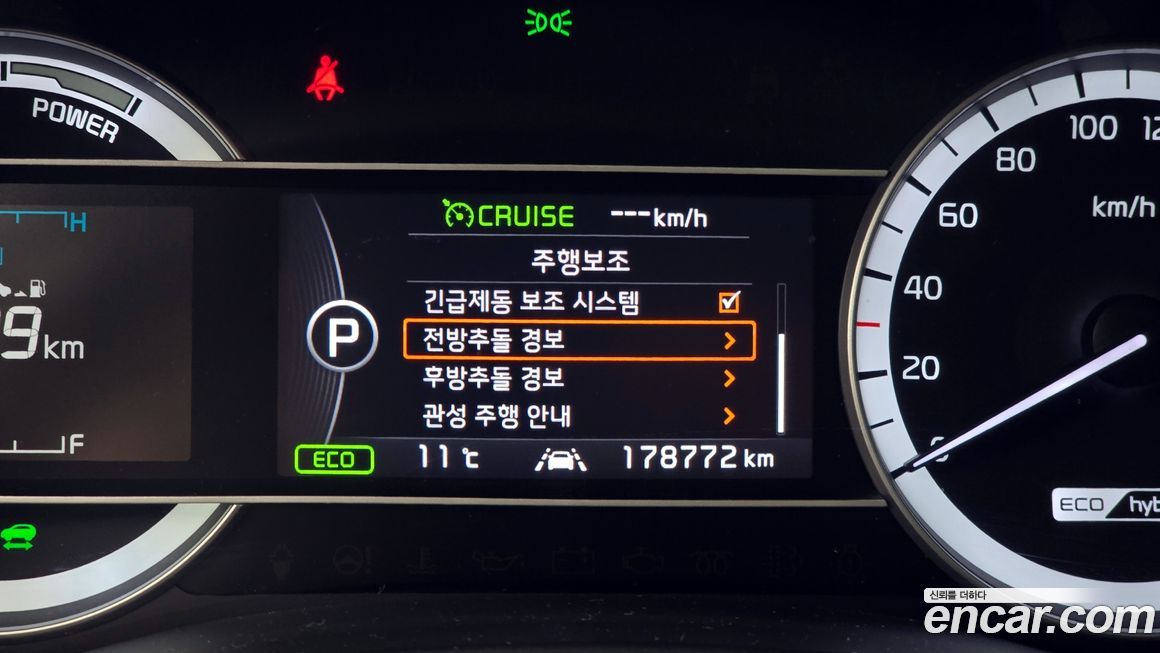 POWER
H
km
F
CRUISE ---km/h
주행보조
긴급제동 보조 시스템
전방추돌 경보
후방추돌 경보
관성 주행 안내
P
ECO 11℃ 178772 km
100
80
60
40
20
0
km/h
ECO
신뢰를 더하다
encar.com